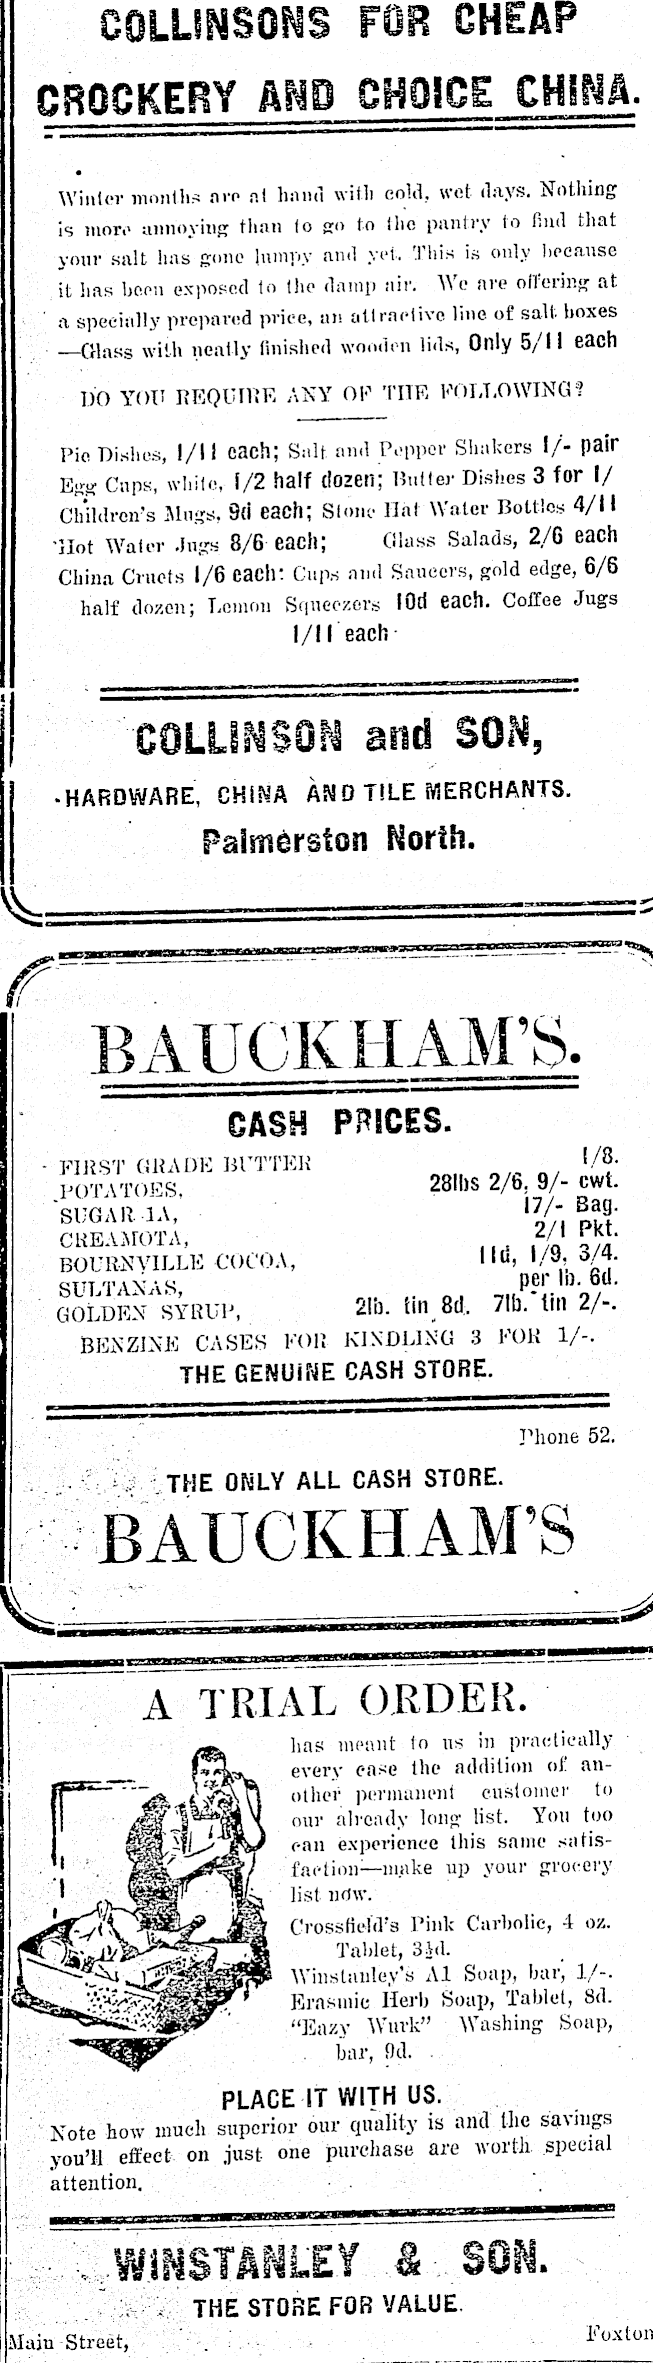 COLLINSONS FOR CHEAP
CROCKERY AND CHOICE CHINA.
Winter months are at hand with cold, wet days. Nothing
is more annoying than to go to the pantry to find that
your salt has gone lumpy and yet. This is only because
it has been exposed to the damp air. We are offering at
a specially prepared price, an attractive line of salt boxes
—Glass with neatly finished wooden lids, Only 5/11 each
DO YOU REQUIRE ANY OF THE FOLLOWING?
Pie Dishes, 1/11 each; Salt and Pepper Shakers 1/- pair
Egg Cups, white, 1/2 half dozen; Butter Dishes 3 for 1/
Children's Mugs, 9d each; Stone Hat Water Bottles 4/11
Hot Water Jugs 8/6 each; Glass Salads, 2/6 each
China Cruets 1/6 each: Cups and Saucers, gold edge, 6/6
half dozen; Lemon Squeezers 10d each. Coffee Jugs
1/11 each
COLLINSON and SON,
HARDWARE, CHINA AND TILE MERCHANTS.
Palmerston North.
BAUCKHAM'S.
CASH PRICES.
FIRST GRADE BUTTER 1/8.
POTATOES, 28lbs 2/6, 9/- cwt.
SUGAR 1A, 17/- Bag.
CREAMOTA, 2/1 Pkt.
BOURNVILLE COCOA, 11d, 1/9, 3/4.
SULTANAS, per lb. 6d.
GOLDEN SYRUP, 2lb. tin 8d. 7lb. tin 2/-.
BENZINE CASES FOR KINDLING 3 FOR 1/-.
THE GENUINE CASH STORE.
Phone 52.
THE ONLY ALL CASH STORE.
BAUCKHAM'S
A TRIAL ORDER.
has meant to us in practically
every case the addition of an-
other permanent customer to
our already long list. You too
can experience this same satis-
faction—make up your grocery
list now.
Crossfield's Pink Carbolic, 4 oz.
Tablet, 3½d.
Winstanley's A1 Soap, bar, 1/-.
Erasmic Herb Soap, Tablet, 8d.
"Eazy Wurk" Washing Soap,
bar, 9d.
PLACE IT WITH US.
Note how much superior our quality is and the savings
you'll effect on just one purchase are worth special
attention.
WINSTANLEY & SON.
THE STORE FOR VALUE.
Main Street, Foxton